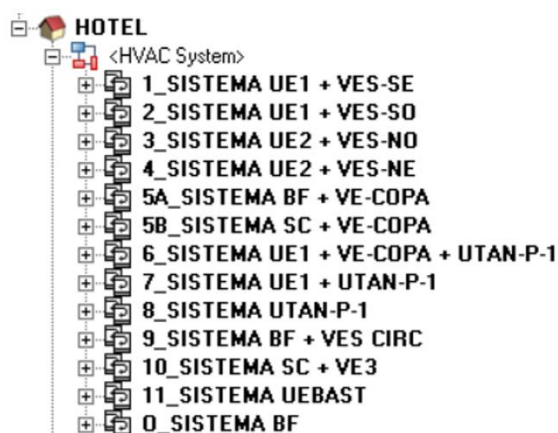 HOTEL
<HVAC System>
1_SISTEMA UE1 + VES-SE
2_SISTEMA UE1 + VES-SO
3_SISTEMA UE2 + VES-NO
4_SISTEMA UE2 + VES-NE
5A_SISTEMA BF + VE-COPA
5B_SISTEMA SC + VE-COPA
6_SISTEMA UE1 + VE-COPA + UTAN-P-1
7_SISTEMA UE1 + UTAN-P-1
8_SISTEMA UTAN-P-1
9_SISTEMA BF + VES CIRC
10_SISTEMA SC + VE3
11_SISTEMA UEBAST
0_SISTEMA BF